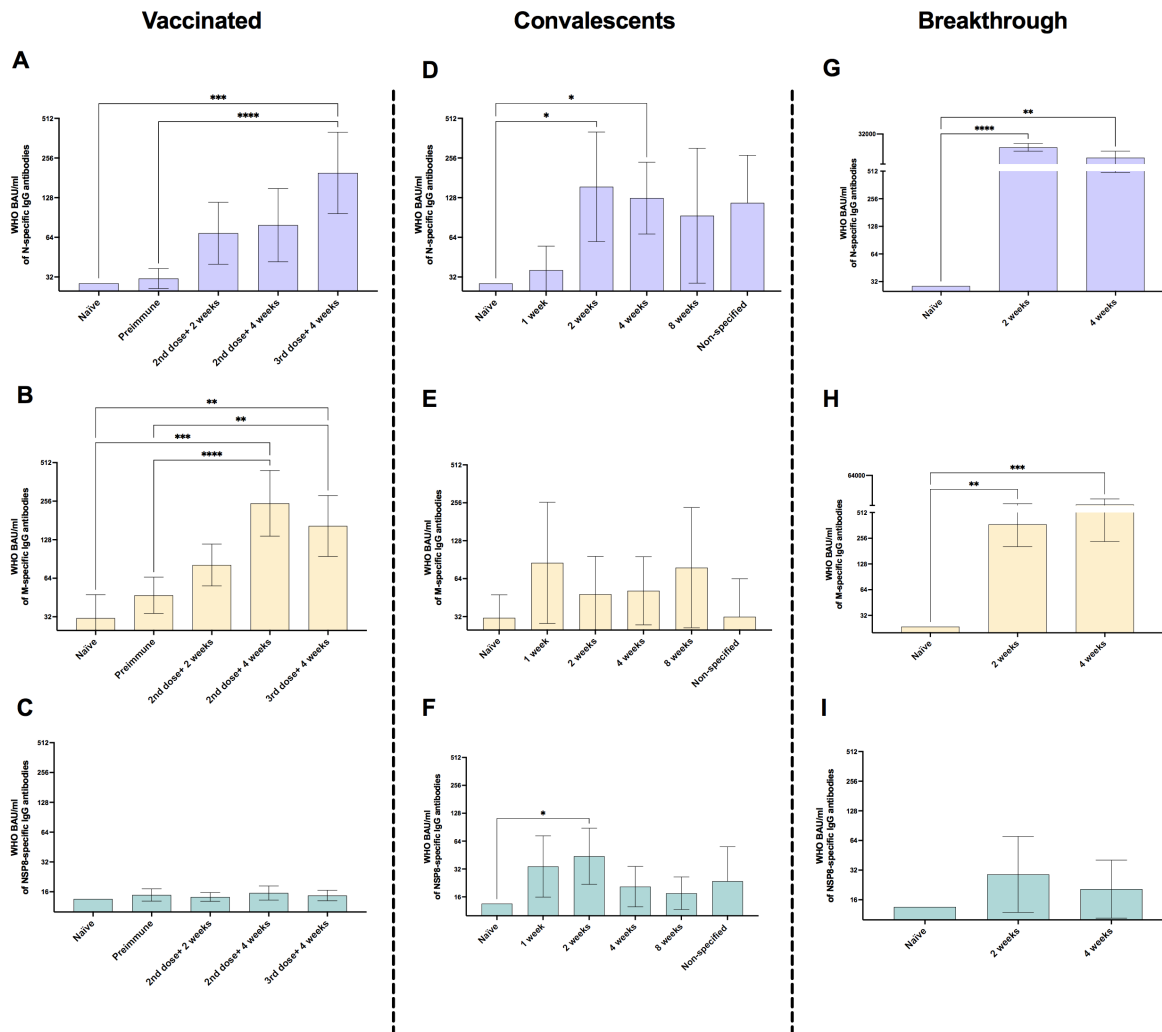 Vaccinated
Convalescents
Breakthrough
A
***
****
512
256
128
64
32
WHO BAU/ml
of N-specific IgG antibodies
Naïve
Preimmune
2nd dose+ 2 weeks
2nd dose+ 4 weeks
3rd dose+ 4 weeks
D
*
*
512
256
128
64
32
WHO BAU/ml
of N-specific IgG antibodies
Naïve
1 week
2 weeks
4 weeks
8 weeks
Non-specified
G
**
****
32000
512
256
128
64
32
WHO BAU/ml
of N-specific IgG antibodies
Naïve
2 weeks
4 weeks
B
**
**
***
****
512
256
128
64
32
WHO BAU/ml
of M-specific IgG antibodies
Naïve
Preimmune
2nd dose+ 2 weeks
2nd dose+ 4 weeks
3rd dose+ 4 weeks
E
512
256
128
64
32
WHO BAU/ml
of M-specific IgG antibodies
Naïve
1 week
2 weeks
4 weeks
8 weeks
Non-specified
H
***
**
64000
512
256
128
64
32
WHO BAU/ml
of M-specific IgG antibodies
Naïve
2 weeks
4 weeks
C
512
256
128
64
32
16
WHO BAU/ml
of NSP8-specific IgG antibodies
Naïve
Preimmune
2nd dose+ 2 weeks
2nd dose+ 4 weeks
3rd dose+ 4 weeks
F
*
512
256
128
64
32
16
WHO BAU/ml
of NSP8-specific IgG antibodies
Naïve
1 week
2 weeks
4 weeks
8 weeks
Non-specified
I
512
256
128
64
32
16
WHO BAU/ml
of NSP8-specific IgG antibodies
Naïve
2 weeks
4 weeks